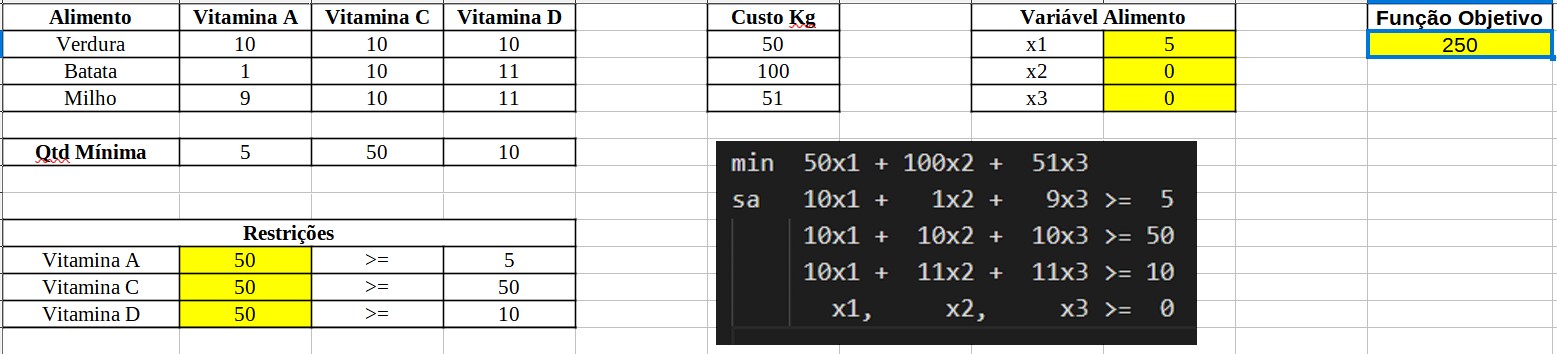 Alimento Vitamina A Vitamina C Vitamina D Custo Kg Variável Alimento Função Objetivo
Verdura 10 10 10 50 x1 5 250
Batata 1 10 11 100 x2 0
Milho 9 10 11 51 x3 0
Qtd Mínima 5 50 10
min 50x1 + 100x2 + 51x3
sa 10x1 + 1x2 + 9x3 >= 5
10x1 + 10x2 + 10x3 >= 50
10x1 + 11x2 + 11x3 >= 10
x1, x2, x3 >= 0
Restrições
Vitamina A 50 >= 5
Vitamina C 50 >= 50
Vitamina D 50 >= 10